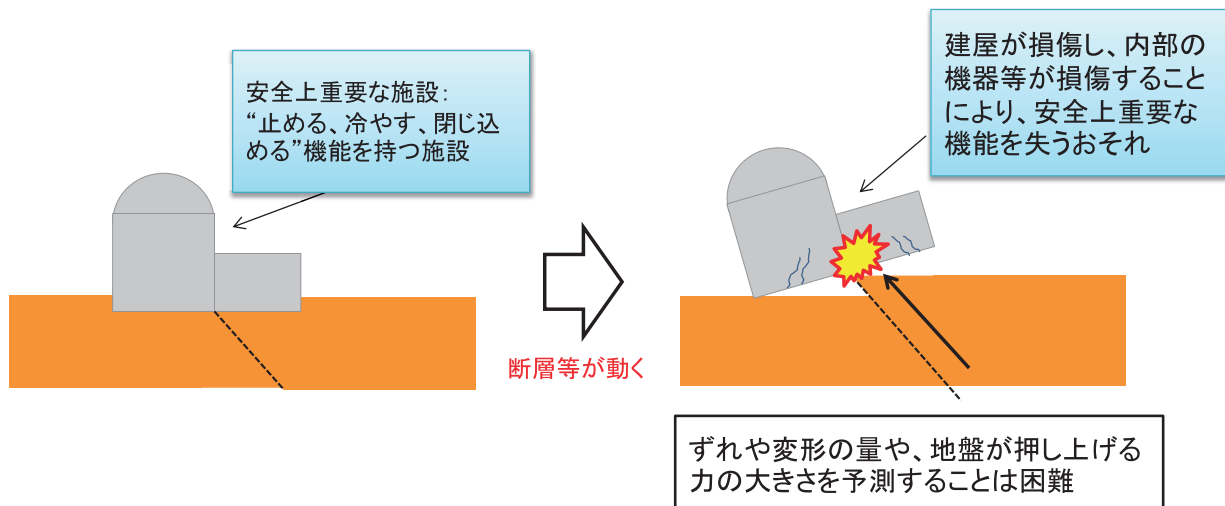 安全上重要な施設：
“止める、冷やす、閉じ込
める”機能を持つ施設
断層等が動く
建屋が損傷し、内部の
機器等が損傷すること
により、安全上重要な
機能を失うおそれ
ずれや変形の量や、地盤が押し上げる
力の大きさを予測することは困難